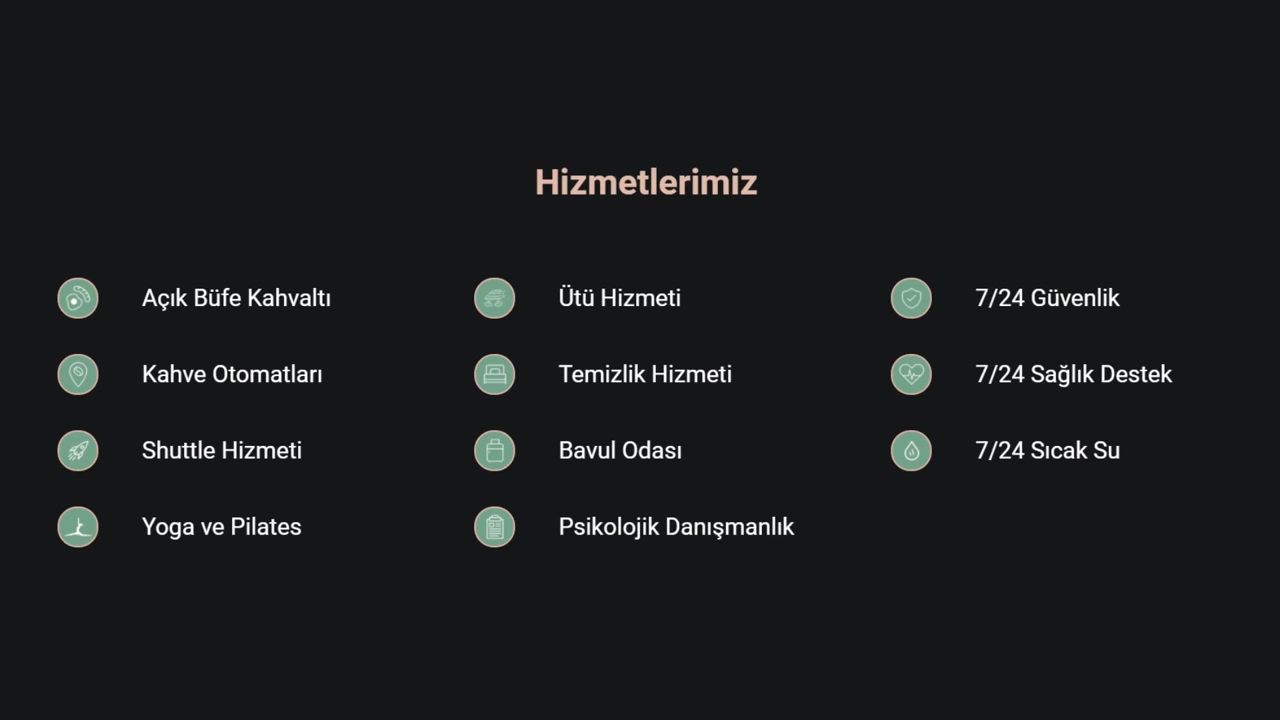 Hizmetlerimiz
Açık Büfe Kahvaltı
Kahve Otomatları
Shuttle Hizmeti
Yoga ve Pilates
Ütü Hizmeti
Temizlik Hizmeti
Bavul Odası
Psikolojik Danışmanlık
7/24 Güvenlik
7/24 Sağlık Destek
7/24 Sıcak Su